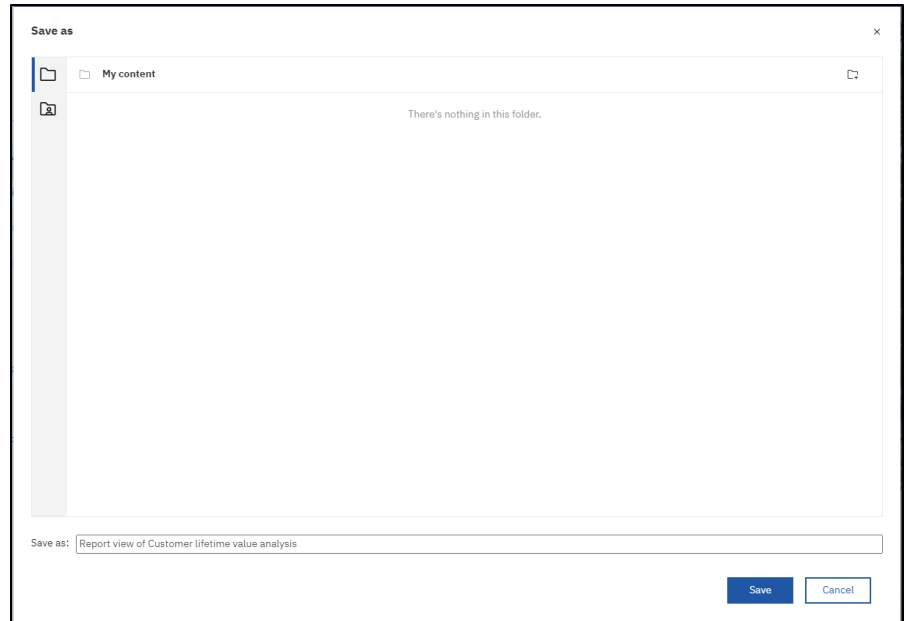 Save as
My content
There's nothing in this folder.
Save as: Report view of Customer lifetime value analysis
Save Cancel